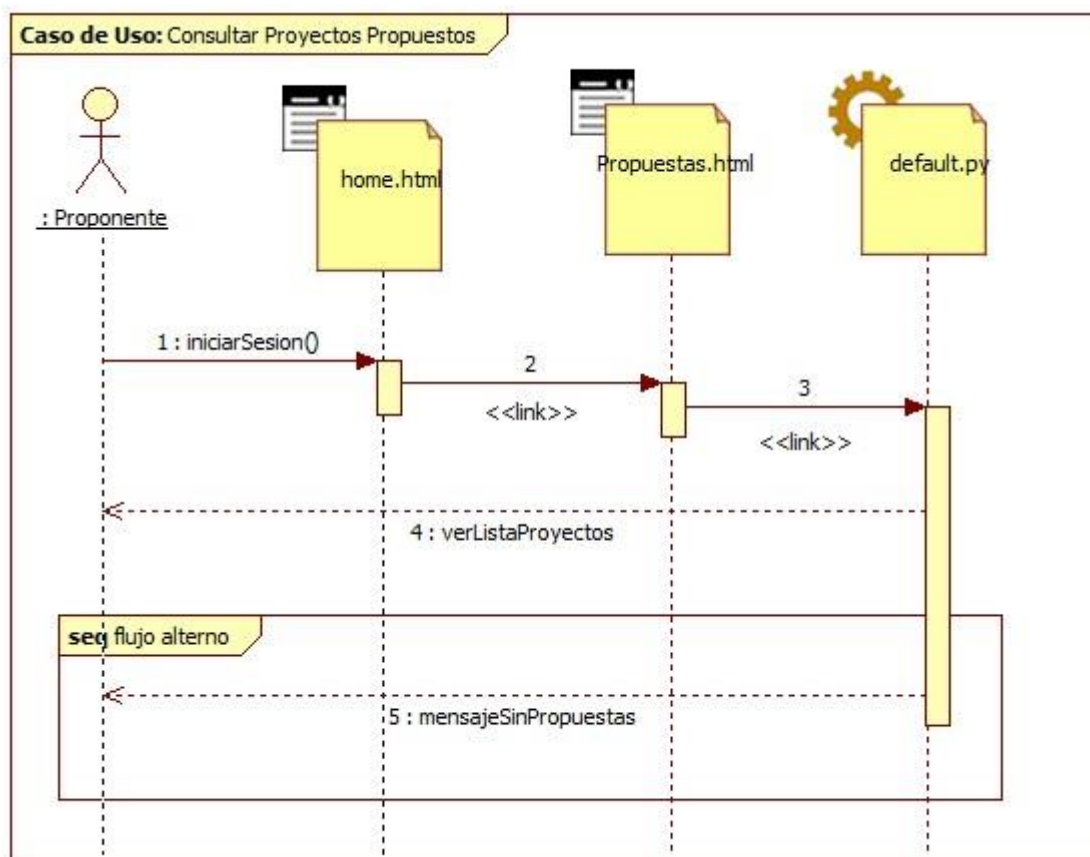 Caso de Uso: Consultar Proyectos Propuestos
: Proponente
home.html
Propuestas.html
default.py
1 : iniciarSesion()
2
<<link>>
3
<<link>>
4 : verListaProyectos
seq flujo alterno
5 : mensajeSinPropuestas